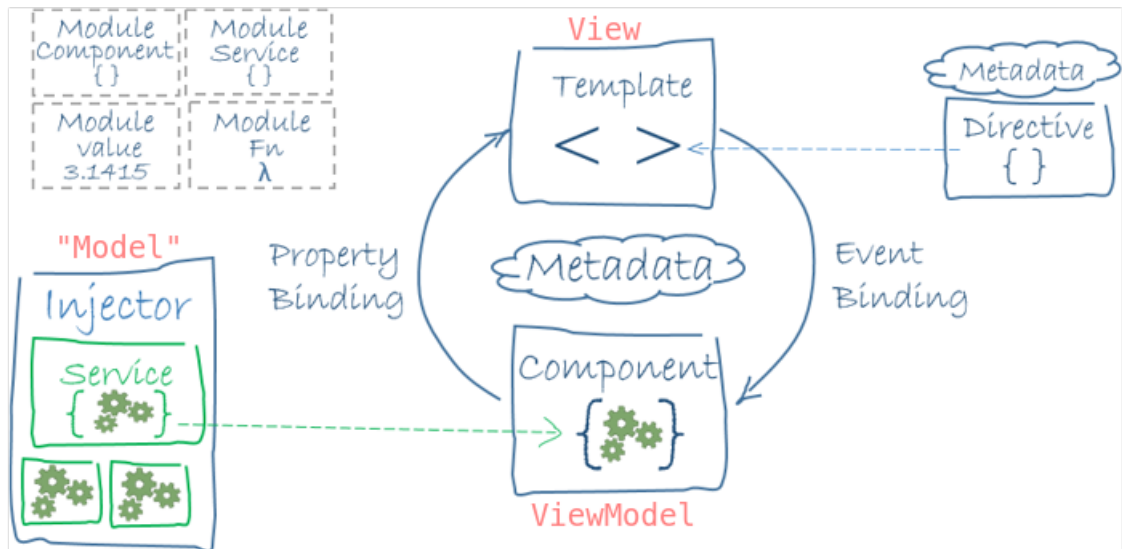 Module
Component
{ }
Module
Service
{ }
Module
value
3.1415
Module
Fn
λ
View
Template
< >
Metadata
Directive
{ }
"Model"
Injector
Service
{ }
Property
Binding
Metadata
Event
Binding
Component
{ }
ViewModel